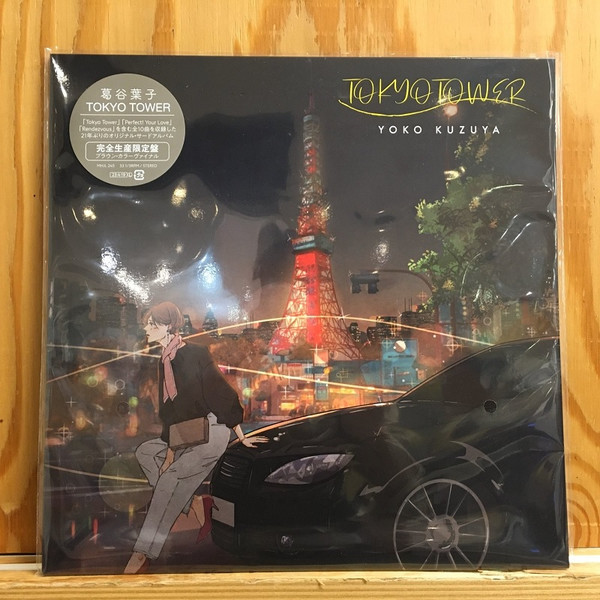 葛谷葉子
TOKYO TOWER
「Tokyo Tower」「Perfect! Your Love」
「Rendezvous」を含む全10曲を収録した
21年ぶりのオリジナル・サードアルバム
完全生産限定盤
ブラウン・カラーヴァイナル
STEREO
TOKYO TOWER
YOKO KUZUYA